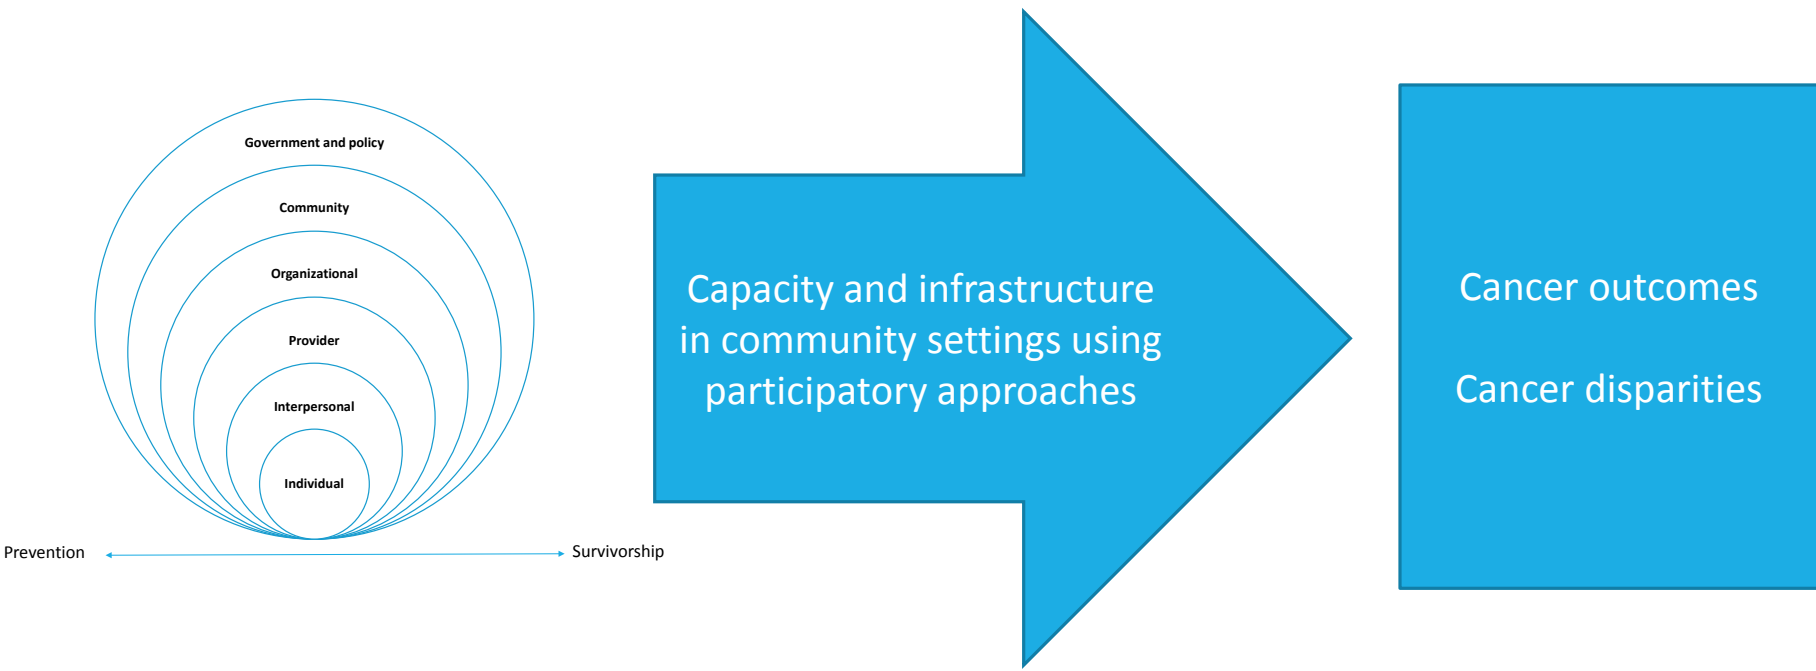 Government and policy
Community
Organizational
Provider
Interpersonal
Individual
Prevention
Survivorship
Capacity and infrastructure
in community settings using
participatory approaches
Cancer outcomes
Cancer disparities